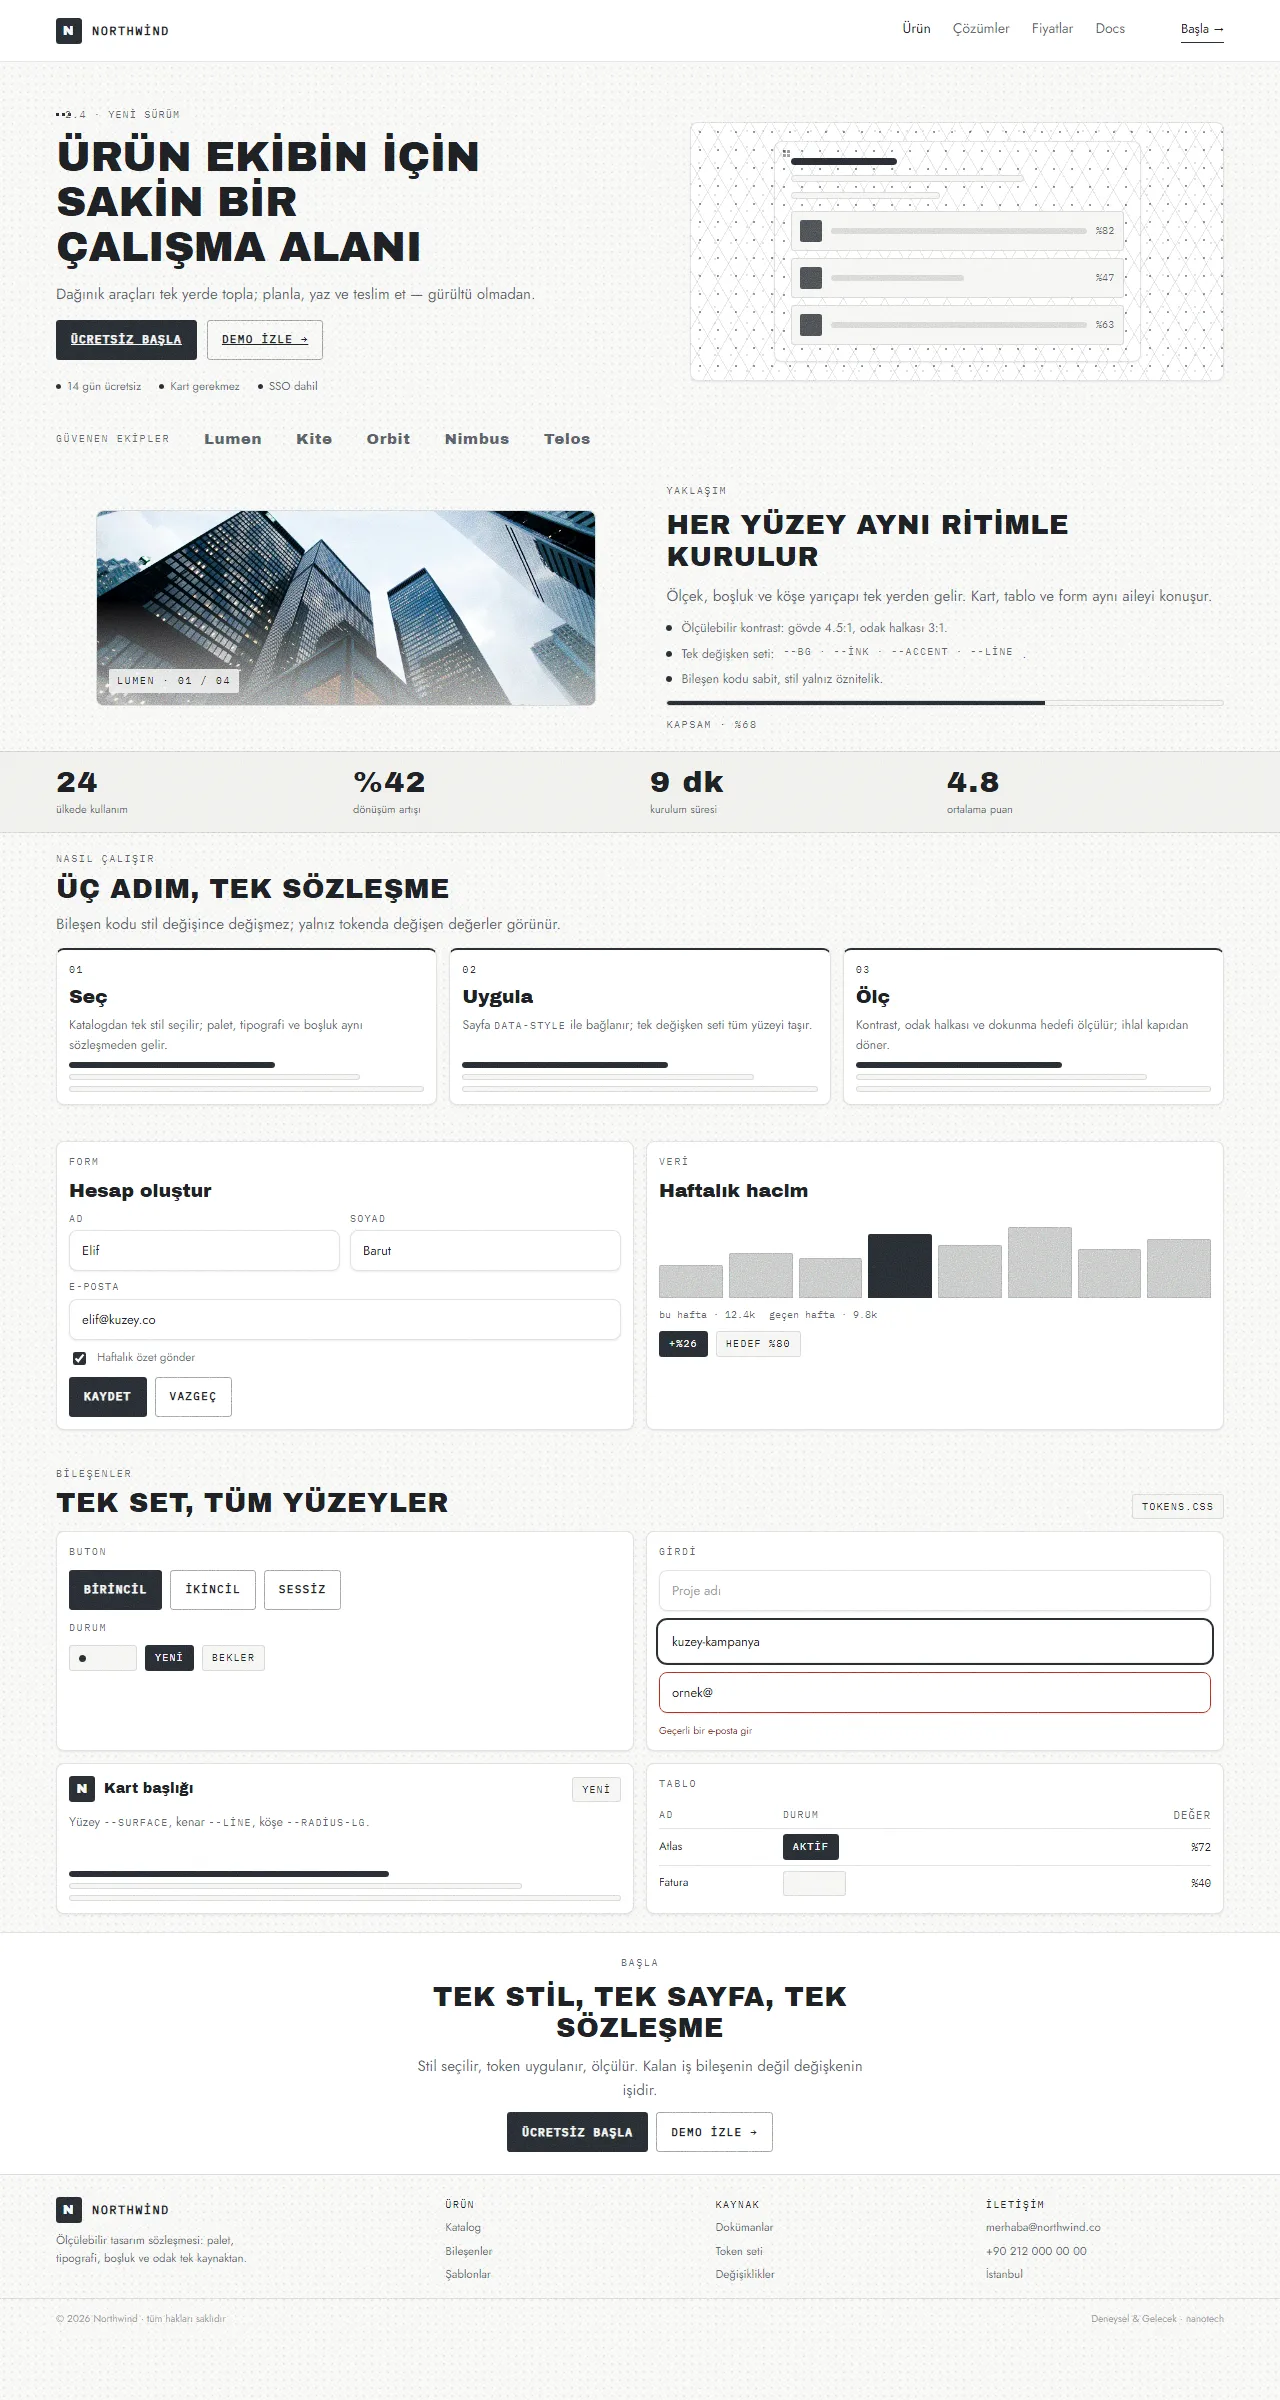 N NORTHWİND
Ürün Çözümler Fiyatlar Docs Başla →
.4 · YENİ SÜRÜM
ÜRÜN EKİBİN İÇİN
SAKİN BİR
ÇALIŞMA ALANI
Dağınık araçları tek yerde topla; planla, yaz ve teslim et — gürültü olmadan.
ÜCRETSİZ BAŞLA DEMO İZLE →
14 gün ücretsiz Kart gerekmez SSO dahil
%82
%47
%63
GÜVENEN EKİPLER Lumen Kite Orbit Nimbus Telos
LUMEN · 01 / 04
YAKLAŞIM
HER YÜZEY AYNI RİTİMLE
KURULUR
Ölçek, boşluk ve köşe yarıçapı tek yerden gelir. Kart, tablo ve form aynı aileyi konuşur.
Ölçülebilir kontrast: gövde 4.5:1, odak halkası 3:1.
Tek değişken seti: --BG · --İNK · --ACCENT · --LİNE .
Bileşen kodu sabit, stil yalnız öznitelik.
KAPSAM · %68
24 %42 9 dk 4.8
ülkede kullanım dönüşüm artışı kurulum süresi ortalama puan
NASIL ÇALIŞIR
ÜÇ ADIM, TEK SÖZLEŞME
Bileşen kodu stil değişince değişmez; yalnız tokenda değişen değerler görünür.
01
Seç
Katalogdan tek stil seçilir; palet, tipografi ve boşluk aynı
sözleşmeden gelir.
02
Uygula
Sayfa DATA-STYLE ile bağlanır; tek değişken seti tüm yüzeyi taşır.
03
Ölç
Kontrast, odak halkası ve dokunma hedefi ölçülür; ihlal kapıdan
döner.
FORM
Hesap oluştur
AD SOYAD
Elif Barut
E-POSTA
elif@kuzey.co
Haftalık özet gönder
KAYDET VAZGEÇ
VERİ
Haftalık hacim
bu hafta · 12.4k geçen hafta · 9.8k
+%26 HEDEF %80
BİLEŞENLER
TEK SET, TÜM YÜZEYLER
TOKENS.CSS
BUTON
BİRİNCİL İKİNCİL SESSİZ
DURUM
YENİ BEKLER
GİRDİ
Proje adı
kuzey-kampanya
ornek@
Geçerli bir e-posta gir
N Kart başlığı YENİ
Yüzey --SURFACE, kenar --LİNE, köşe --RADİUS-LG.
TABLO
AD DURUM DEĞER
Atlas AKTİF %72
Fatura %40
BAŞLA
TEK STİL, TEK SAYFA, TEK
SÖZLEŞME
Stil seçilir, token uygulanır, ölçülür. Kalan iş bileşenin değil değişkenin
işidir.
ÜCRETSİZ BAŞLA DEMO İZLE →
N NORTHWİND
Ölçülebilir tasarım sözleşmesi: palet,
tipografi, boşluk ve odak tek kaynaktan.
ÜRÜN
Katalog
Bileşenler
Şablonlar
KAYNAK
Dokümanlar
Token seti
Değişiklikler
İLETİŞİM
merhaba@northwind.co
+90 212 000 00 00
İstanbul
© 2026 Northwind · tüm hakları saklıdır
Deneysel & Gelecek · nanotech